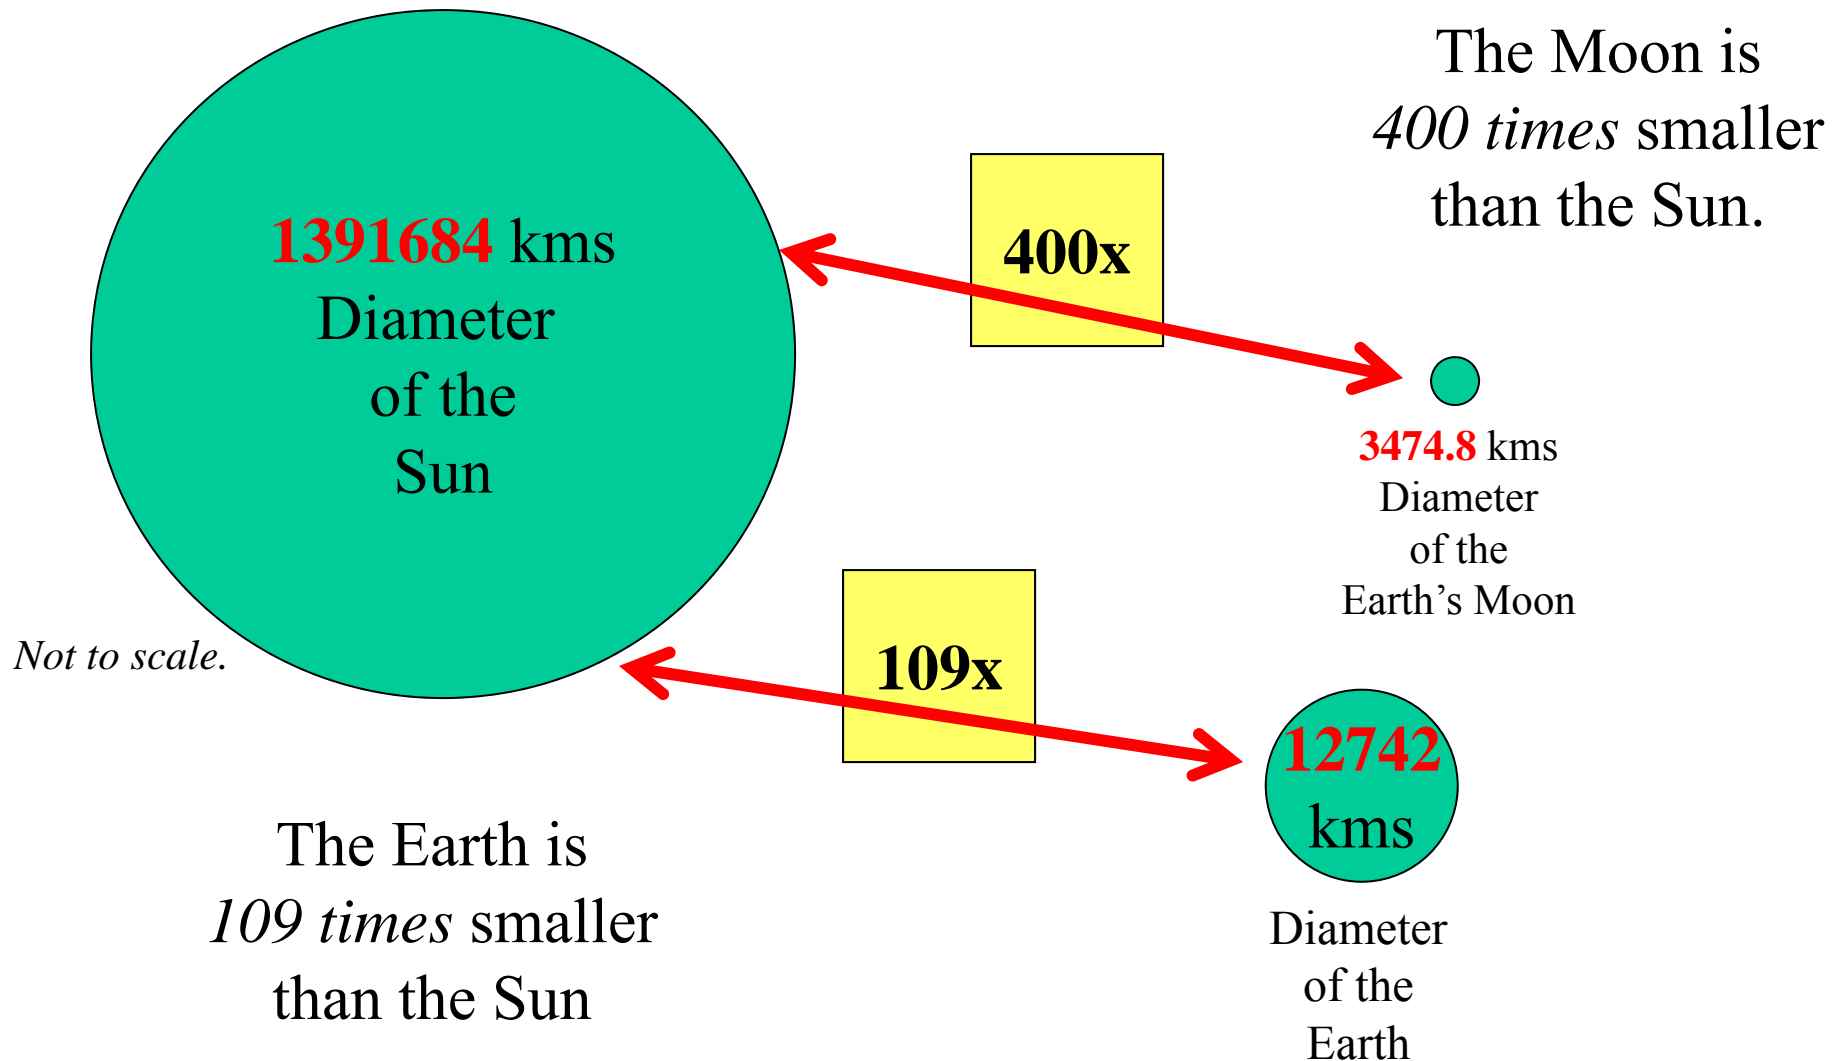 The Moon is
400 times smaller
than the Sun.
1391684 kms
Diameter
of the
Sun
400x
3474.8 kms
Diameter
of the
Earth’s Moon
Not to scale.
109x
12742
kms
The Earth is
109 times smaller
than the Sun
Diameter
of the
Earth